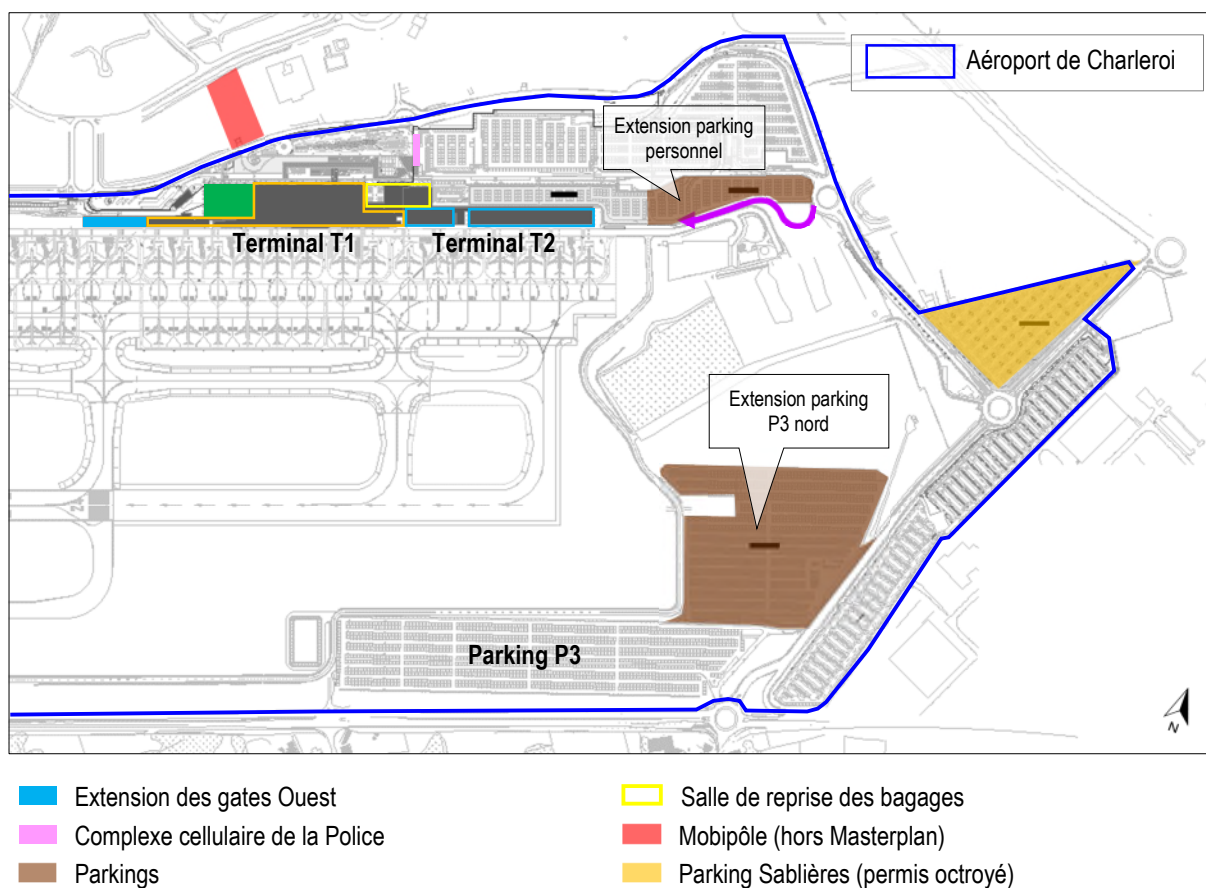 Aéroport de Charleroi
Extension parking
personnel
Terminal T1
Terminal T2
Extension parking
P3 nord
Parking P3
N
Extension des gates Ouest
Complexe cellulaire de la Police
Parkings
Salle de reprise des bagages
Mobipôle (hors Masterplan)
Parking Sablières (permis octroyé)